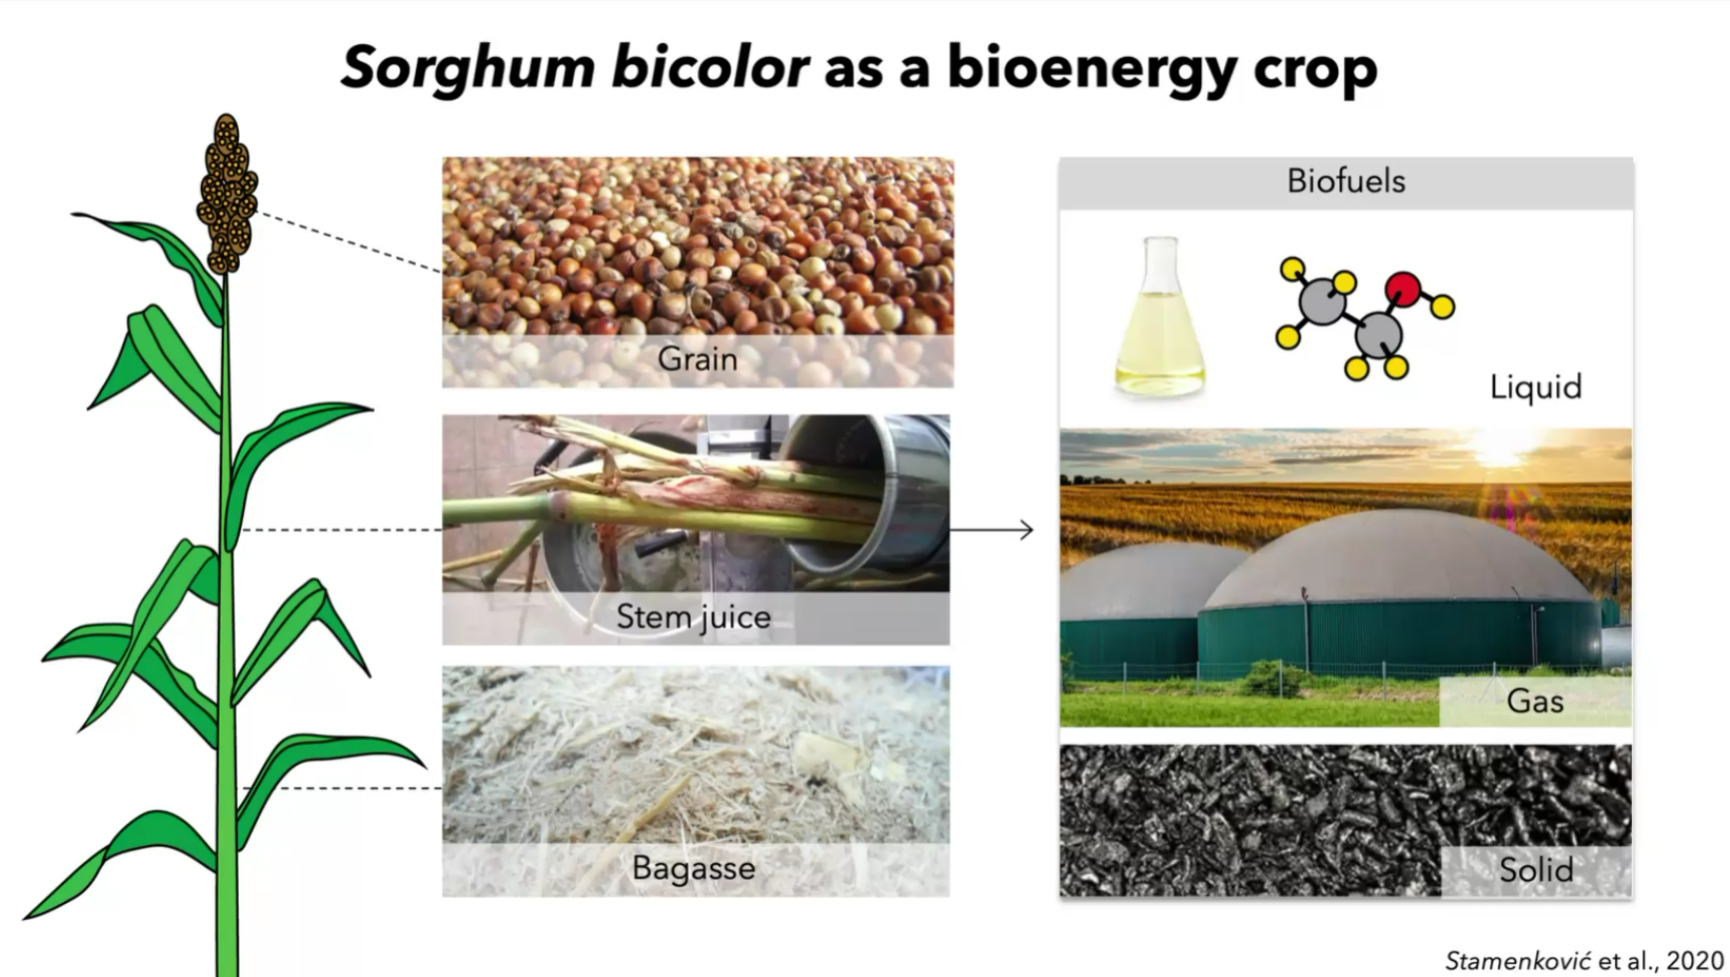 Sorghum bicolor as a bioenergy crop
Grain
Stem juice
Bagasse
Biofuels
Liquid
Gas
Solid
Stamenković et al., 2020